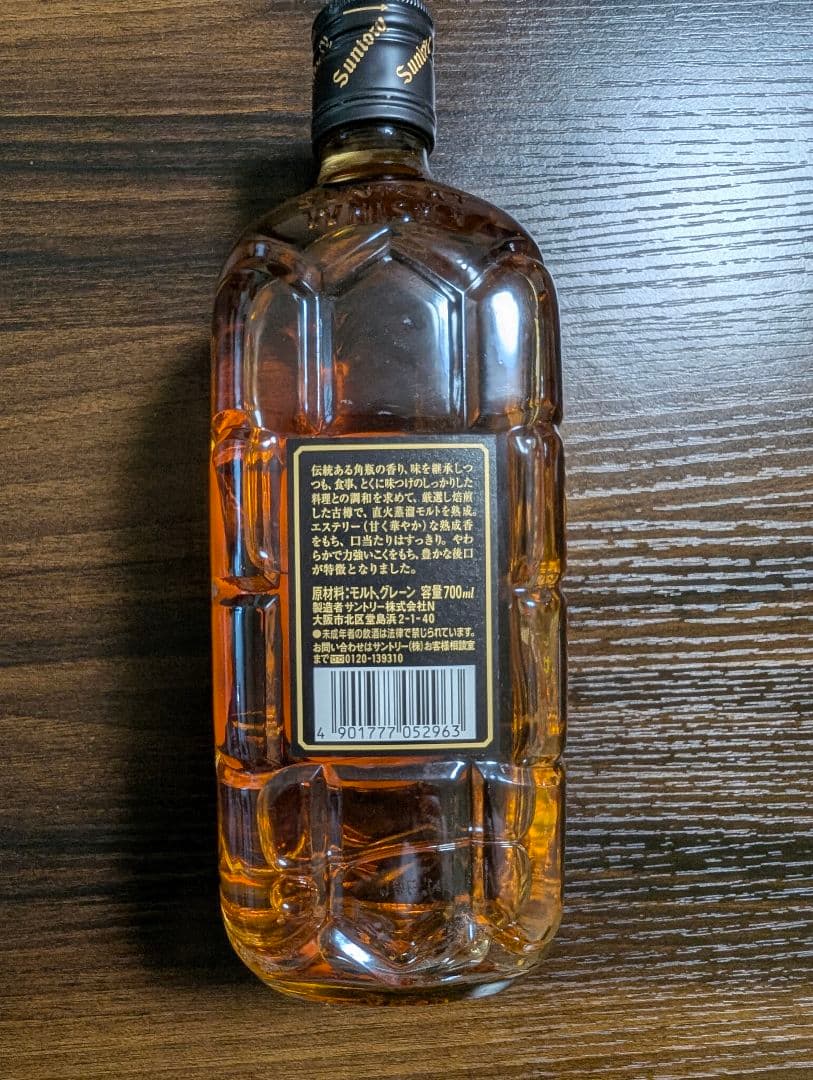 Suntory
Suntory
WHISKY
伝統ある角瓶の香り、味を継承しつ
つも、食事、とくに味つけのしっかりした
料理との調和を求めて、厳選し焙煎
した古樽で、直火蒸溜モルトを熟成。
エステリー(甘く華やか)な熟成香
をもち、口当たりはすっきり。やわ
らかで力強いこくをもち、豊かな後口
が特徴となりました。
原材料:モルト、グレーン 容量700ml
製造者サントリー株式会社N
大阪市北区堂島浜2-1-40
●未成年者の飲酒は法律で禁じられています。
お問い合わせはサントリー(株)お客様相談室
まで 0120-139310
4 901777 052963